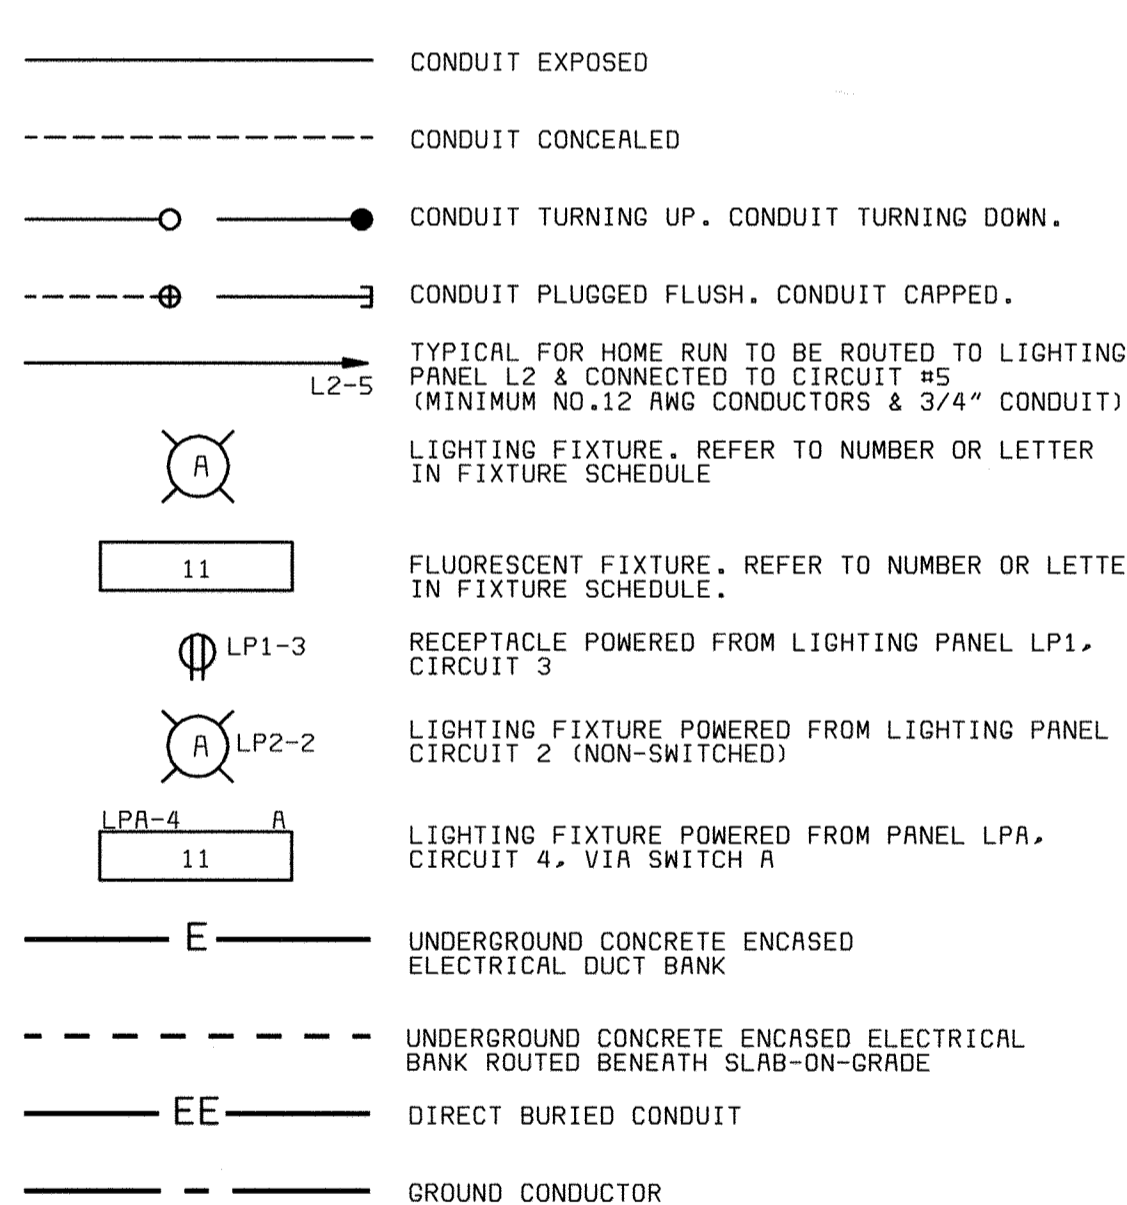 CONDUIT EXPOSED
CONDUIT CONCEALED
CONDUIT TURNING UP. CONDUIT TURNING DOWN.
CONDUIT PLUGGED FLUSH. CONDUIT CAPPED.
L2-5
TYPICAL FOR HOME RUN TO BE ROUTED TO LIGHTING
PANEL L2 & CONNECTED TO CIRCUIT #5
(MINIMUM NO.12 AWG CONDUCTORS & 3/4" CONDUIT)
A
LIGHTING FIXTURE. REFER TO NUMBER OR LETTER
IN FIXTURE SCHEDULE
11
FLUORESCENT FIXTURE. REFER TO NUMBER OR LETTE
IN FIXTURE SCHEDULE.
LP1-3
RECEPTACLE POWERED FROM LIGHTING PANEL LP1,
CIRCUIT 3
A LP2-2
LIGHTING FIXTURE POWERED FROM LIGHTING PANEL
CIRCUIT 2 (NON-SWITCHED)
LPA-4 A
11
LIGHTING FIXTURE POWERED FROM PANEL LPA,
CIRCUIT 4, VIA SWITCH A
E
UNDERGROUND CONCRETE ENCASED
ELECTRICAL DUCT BANK
UNDERGROUND CONCRETE ENCASED ELECTRICAL
BANK ROUTED BENEATH SLAB-ON-GRADE
EE
DIRECT BURIED CONDUIT
GROUND CONDUCTOR